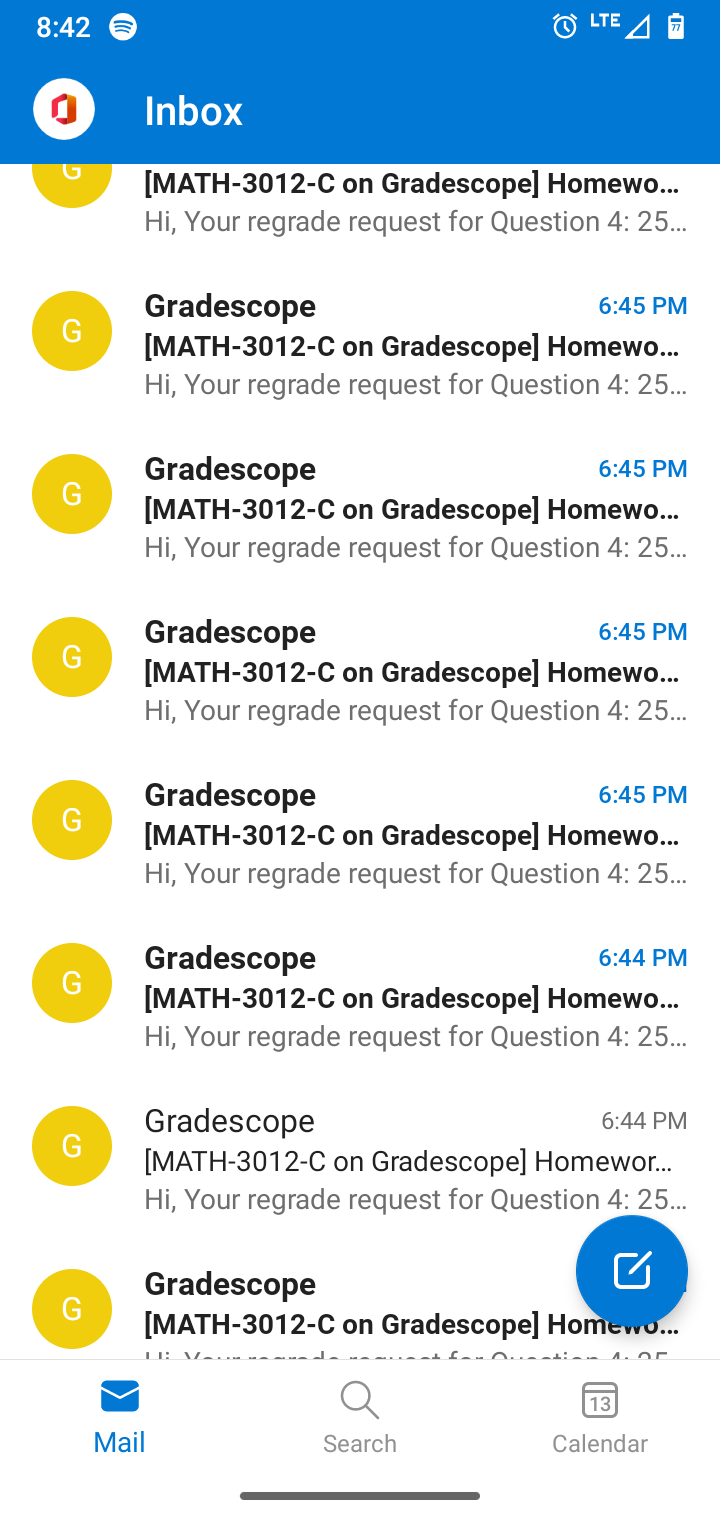 8:42
LTE
77
Inbox
G
[MATH-3012-C on Gradescope] Homewo...
Hi, Your regrade request for Question 4: 25...
Gradescope 6:45 PM
G
[MATH-3012-C on Gradescope] Homewo...
Hi, Your regrade request for Question 4: 25...
Gradescope 6:45 PM
G
[MATH-3012-C on Gradescope] Homewo...
Hi, Your regrade request for Question 4: 25...
Gradescope 6:45 PM
G
[MATH-3012-C on Gradescope] Homewo...
Hi, Your regrade request for Question 4: 25...
Gradescope 6:45 PM
G
[MATH-3012-C on Gradescope] Homewo...
Hi, Your regrade request for Question 4: 25...
Gradescope 6:44 PM
G
[MATH-3012-C on Gradescope] Homewo...
Hi, Your regrade request for Question 4: 25...
Gradescope 6:44 PM
G
[MATH-3012-C on Gradescope] Homewor...
Hi, Your regrade request for Question 4: 25...
Gradescope
G
[MATH-3012-C on Gradescope] Homewo...
Mail
Search
13
Calendar